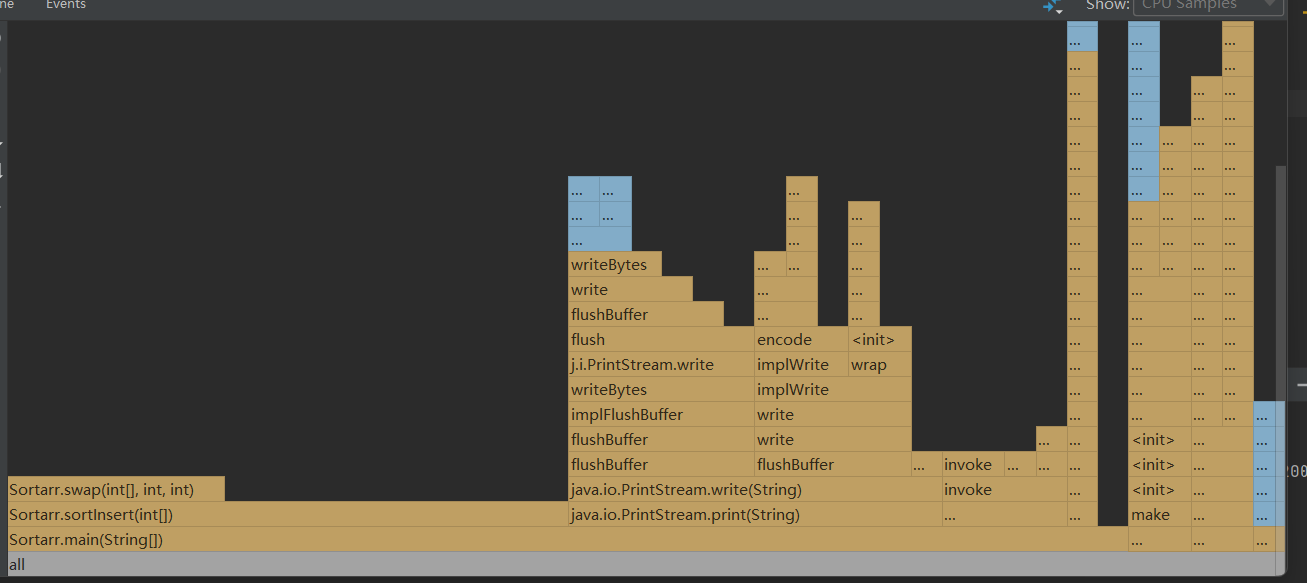 ne Events Show: CPU Samples
... ...
... ...
... ... ...
... ... ... ...
... ... ... ...
... ... ... ... ...
... ... ... ... ...
... ... ... ... ... ... ... ...
... ... ... ... ... ... ... ... ...
... ... ... ... ... ... ... ...
writeBytes ... ... ... ... ... ... ... ...
write ... ... ... ... ... ...
flushBuffer ... ... ... ... ... ...
flush encode <init> ... ... ... ...
j.i.PrintStream.write implWrite wrap ... ... ... ...
writeBytes implWrite ... ... ... ...
implFlushBuffer write ... ... ... ... ...
flushBuffer write ... ... <init> ... ...
flushBuffer flushBuffer ... invoke ... ... ... <init> ... ... 200
Sortarr.swap(int[], int, int) java.io.PrintStream.write(String) invoke ... <init> ... ...
Sortarr.sortInsert(int[]) java.io.PrintStream.print(String) ... ... make ... ...
Sortarr.main(String[]) ... ... ...
all